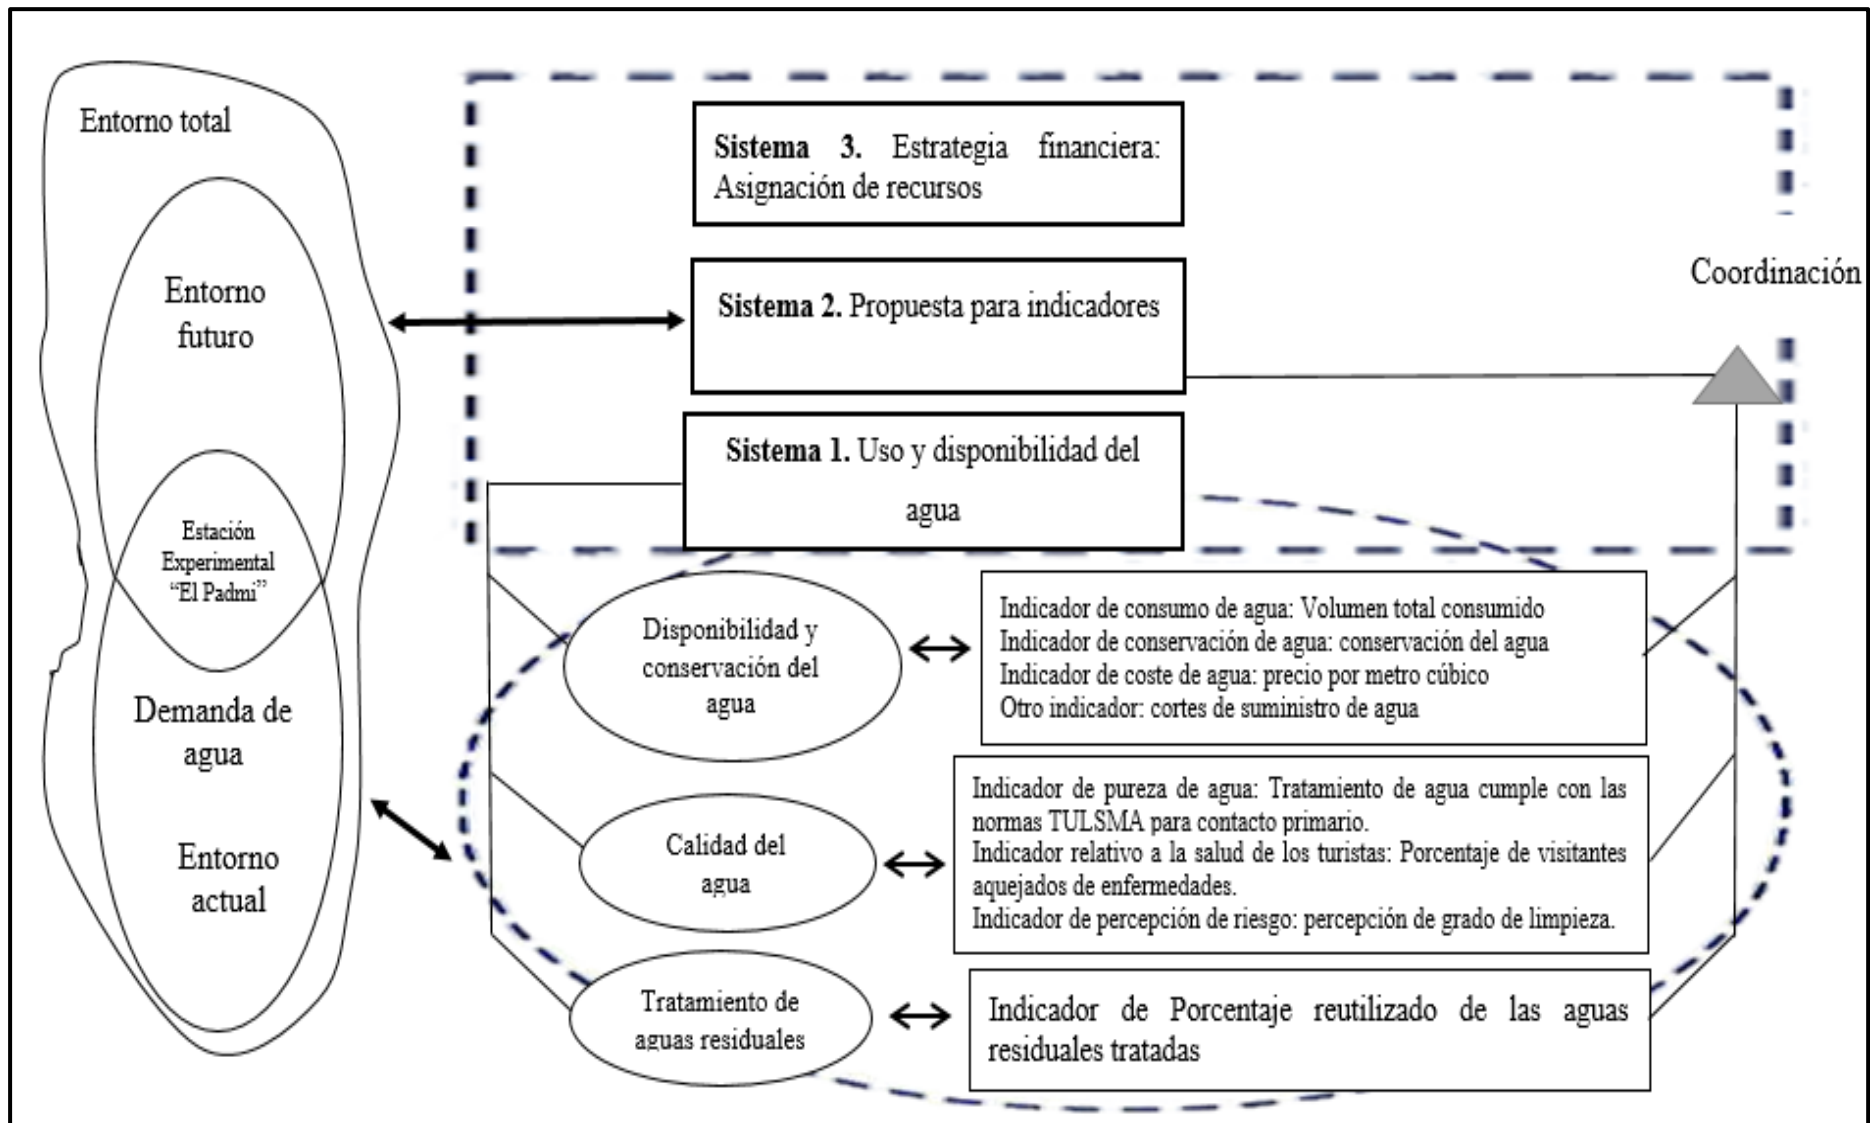 Entorno total
Entorno
futuro
Estación
Experimental
“El Padmi”
Demanda de
agua
Entorno
actual
Sistema 3. Estrategia financiera:
Asignación de recursos
Sistema 2. Propuesta para indicadores
Coordinación
Sistema 1. Uso y disponibilidad del
agua
Disponibilidad y
conservación del
agua
Indicador de consumo de agua: Volumen total consumido
Indicador de conservación de agua: conservación del agua
Indicador de coste de agua: precio por metro cúbico
Otro indicador: cortes de suministro de agua
Calidad del
agua
Indicador de pureza de agua: Tratamiento de agua cumple con las
normas TULSMA para contacto primario.
Indicador relativo a la salud de los turistas: Porcentaje de visitantes
aquejados de enfermedades.
Indicador de percepción de riesgo: percepción de grado de limpieza.
Tratamiento de
aguas residuales
Indicador de Porcentaje reutilizado de las aguas
residuales tratadas